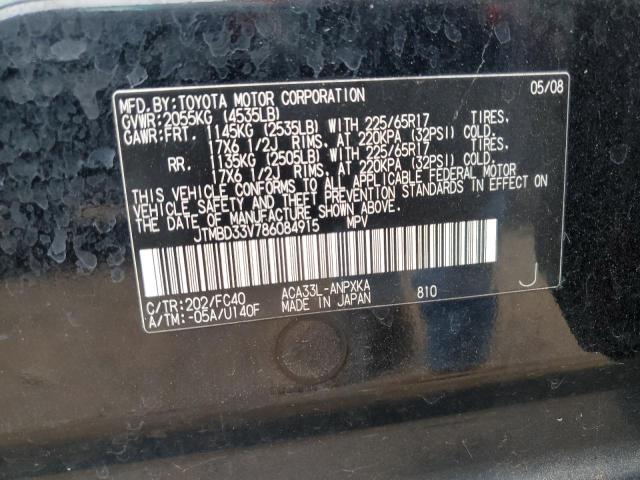 MFD.BY:TOYOTA MOTOR CORPORATION 05/08
GVWR:2055KG (4535LB)
GAWR:FRT. 1145KG (2535LB) WITH 225/65R17 TIRES.
17X6 1/2J RIMS, AT 220KPA (32PSI) COLD.
RR. 1135KG (2505LB) WITH 225/65R17 TIRES.
17X6 1/2J RIMS, AT 220KPA (32PSI) COLD.
THIS VEHICLE CONFORMS TO ALL APPLICABLE FEDERAL MOTOR
VEHICLE SAFETY AND THEFT PREVENTION STANDARDS IN EFFECT ON
THE DATE OF MANUFACTURE SHOWN ABOVE.
JTMBD33V786084915 MPV
C/TR:202/FC40 ACA33L-ANPXKA 810 J
A/TM:-05A/U140F MADE IN JAPAN